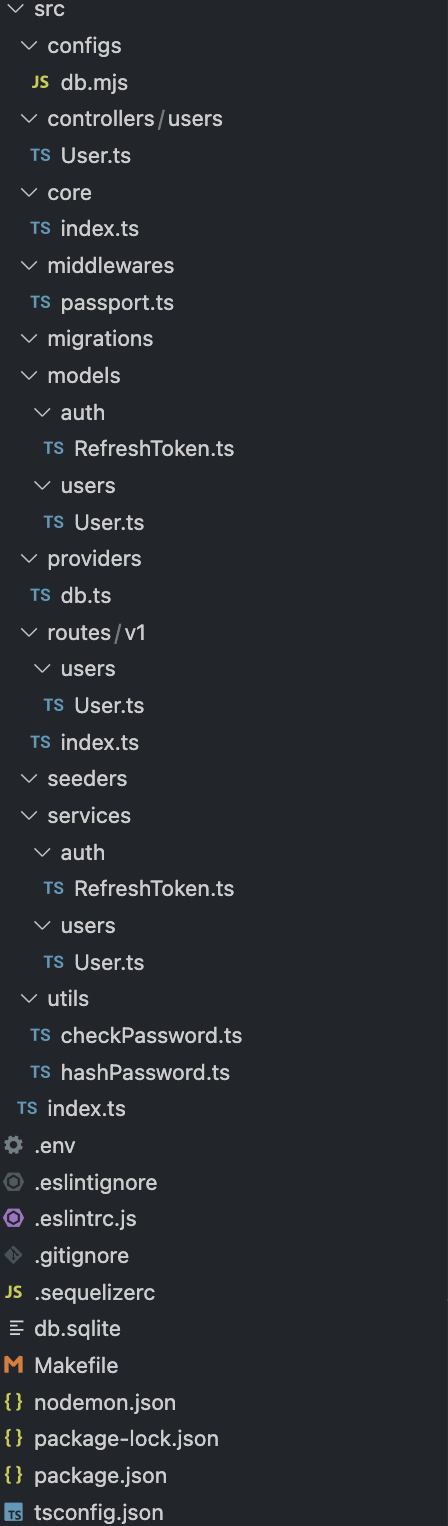 src
configs
JS db.mjs
controllers/users
TS User.ts
core
TS index.ts
middlewares
TS passport.ts
migrations
models
auth
TS RefreshToken.ts
users
TS User.ts
providers
TS db.ts
routes/v1
users
TS User.ts
TS index.ts
seeders
services
auth
TS RefreshToken.ts
users
TS User.ts
utils
TS checkPassword.ts
TS hashPassword.ts
TS index.ts
.env
.eslintignore
.eslintrc.js
.gitignore
JS .sequelizerc
db.sqlite
M Makefile
{} nodemon.json
{} package-lock.json
{} package.json
TS tsconfig.json